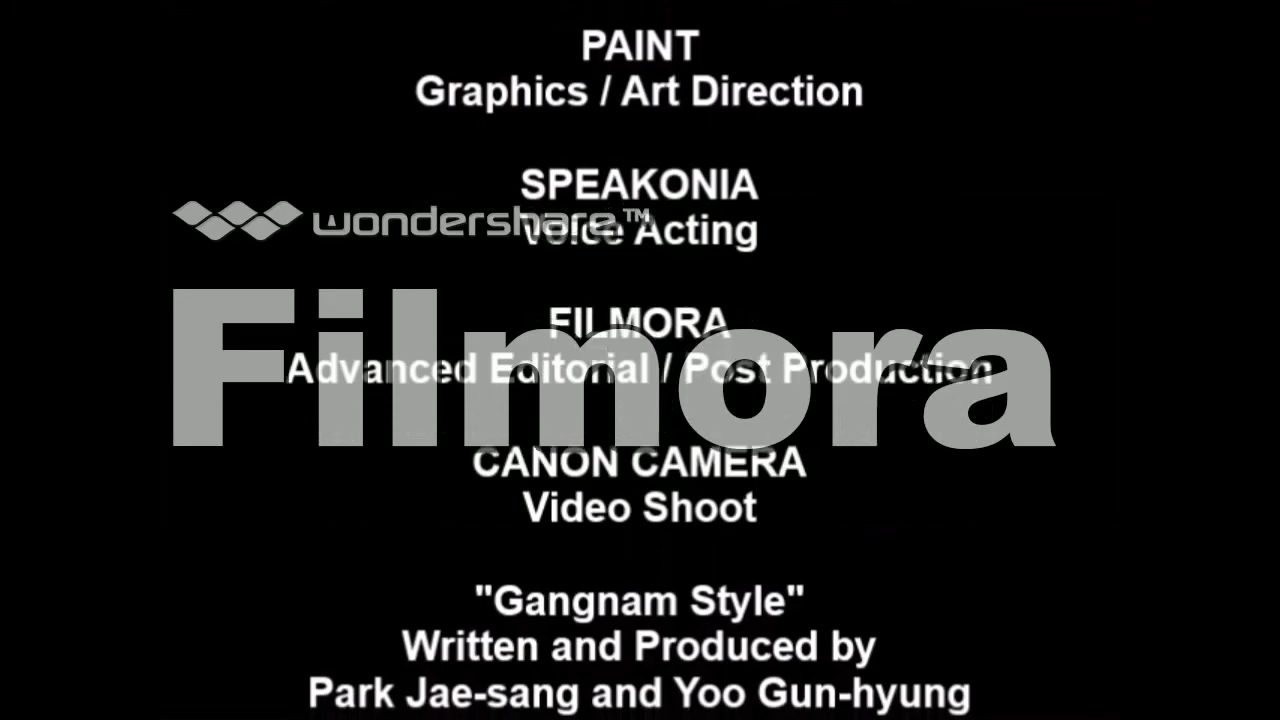 PAINT
Graphics / Art Direction
SPEAKONIA
wondershare™
Voice Acting
FILMORA
Filmora
Advanced Editorial / Post Production
CANON CAMERA
Video Shoot
"Gangnam Style"
Written and Produced by
Park Jae-sang and Yoo Gun-hyung